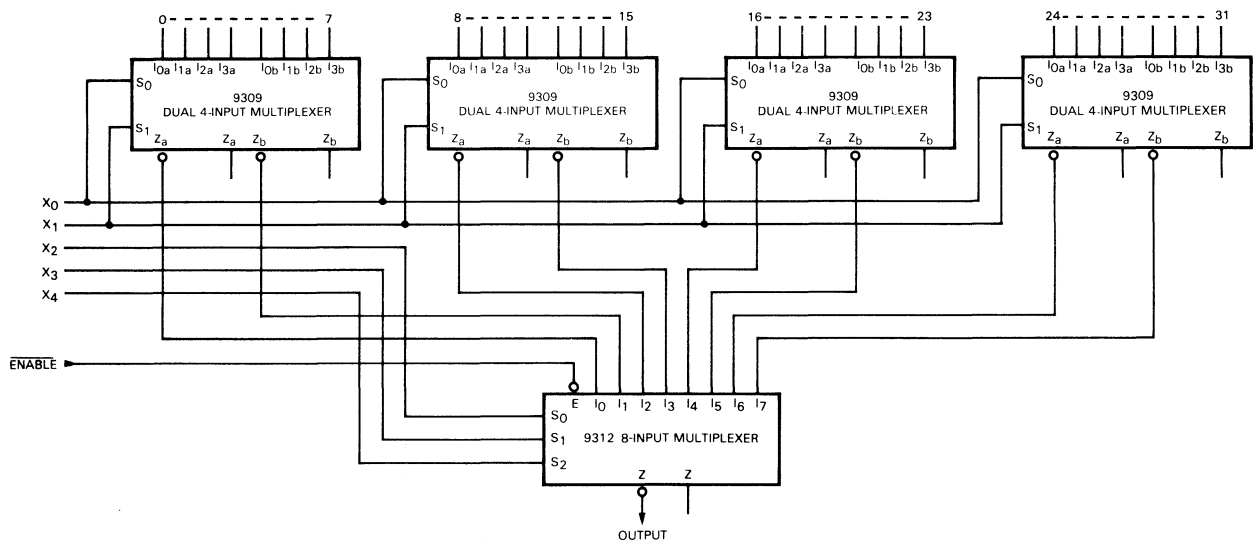 0 7 8 15 16 23 24 31
I0a I1a I2a I3a I0b I1b I2b I3b I0a I1a I2a I3a I0b I1b I2b I3b I0a I1a I2a I3a I0b I1b I2b I3b I0a I1a I2a I3a I0b I1b I2b I3b
S0 S0 S0 S0
9309 9309 9309 9309
DUAL 4-INPUT MULTIPLEXER DUAL 4-INPUT MULTIPLEXER DUAL 4-INPUT MULTIPLEXER DUAL 4-INPUT MULTIPLEXER
S1 S1 S1 S1
Za Za Zb Zb Za Za Zb Zb Za Za Zb Zb Za Za Zb Zb
X0
X1
X2
X3
X4
ENABLE
E I0 I1 I2 I3 I4 I5 I6 I7
S0
S1 9312 8-INPUT MULTIPLEXER
S2
Z Z
OUTPUT